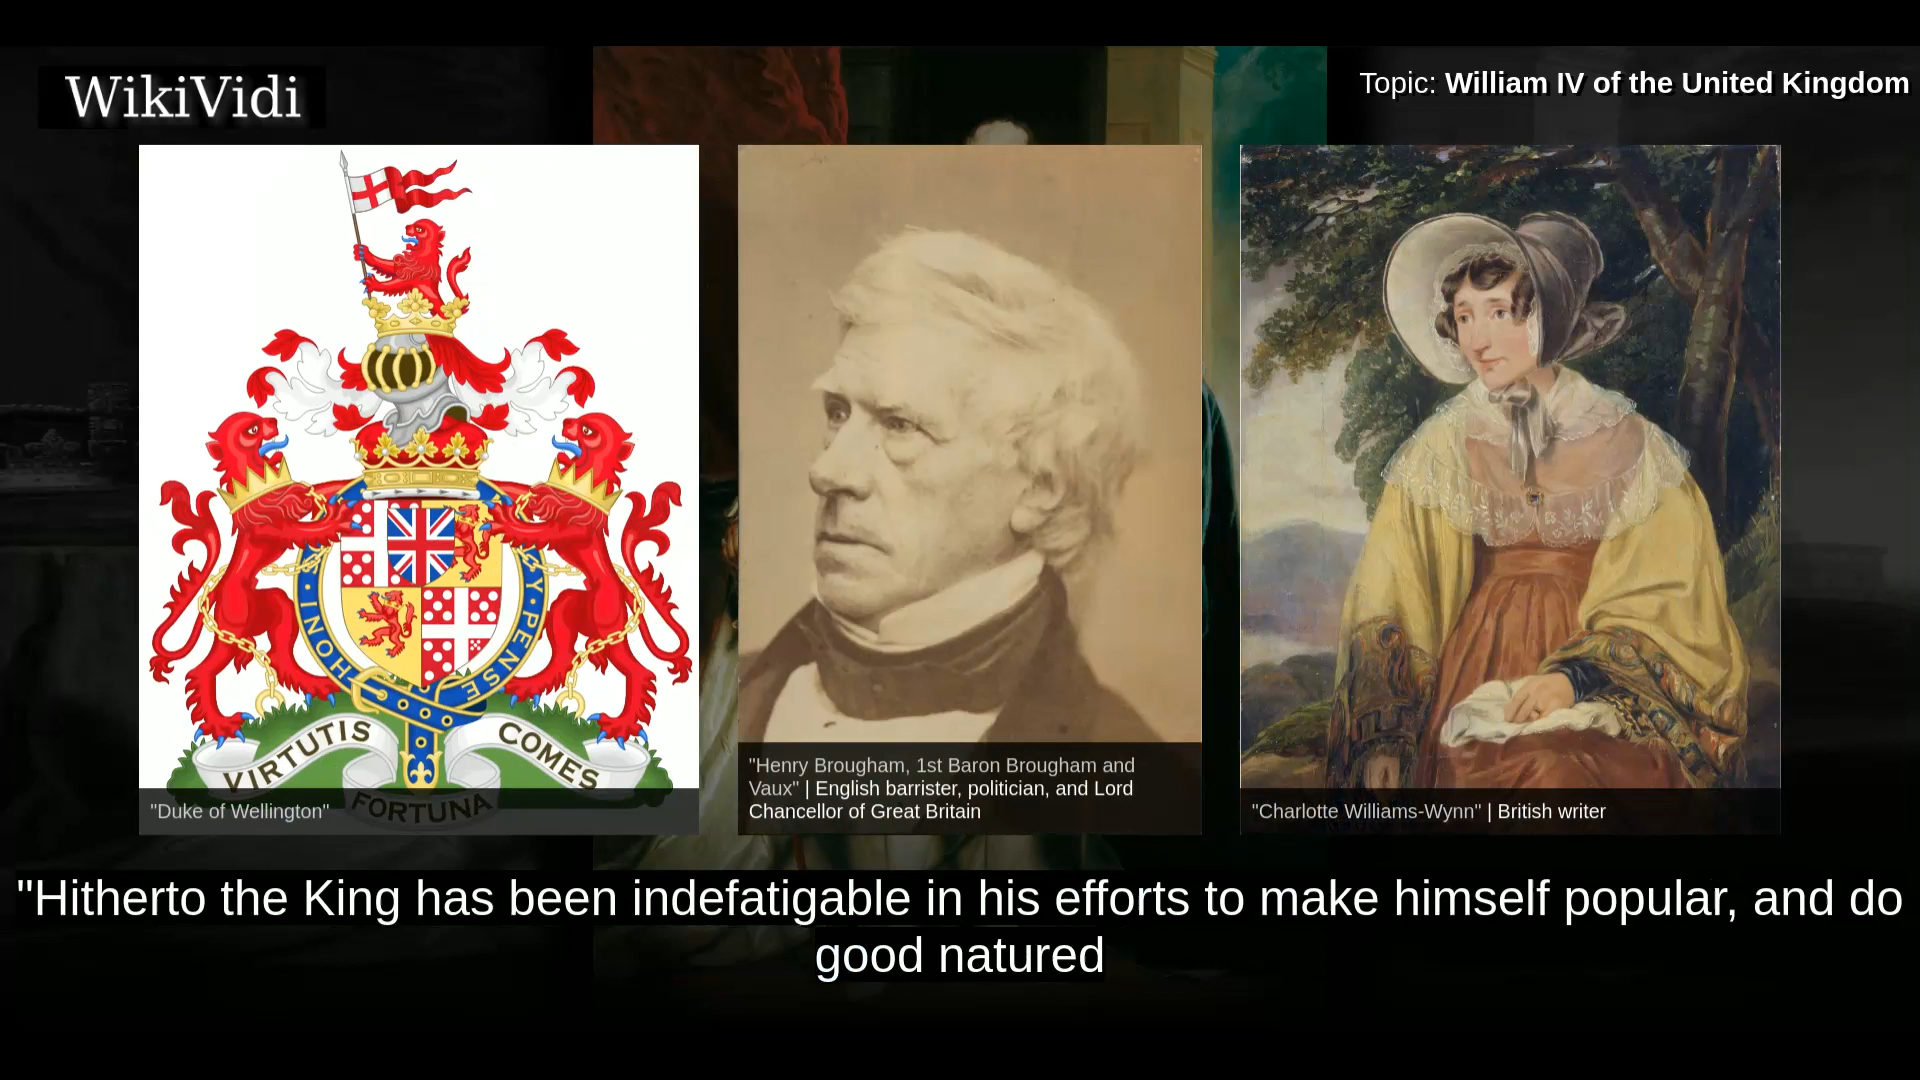 WikiVidi
Topic: William IV of the United Kingdom
HONI
Y·PENSE
VIRTUTIS
COMES
FORTUNA
"Duke of Wellington"
"Henry Brougham, 1st Baron Brougham and
Vaux" | English barrister, politician, and Lord
Chancellor of Great Britain
"Charlotte Williams-Wynn" | British writer
"Hitherto the King has been indefatigable in his efforts to make himself popular, and do
good natured